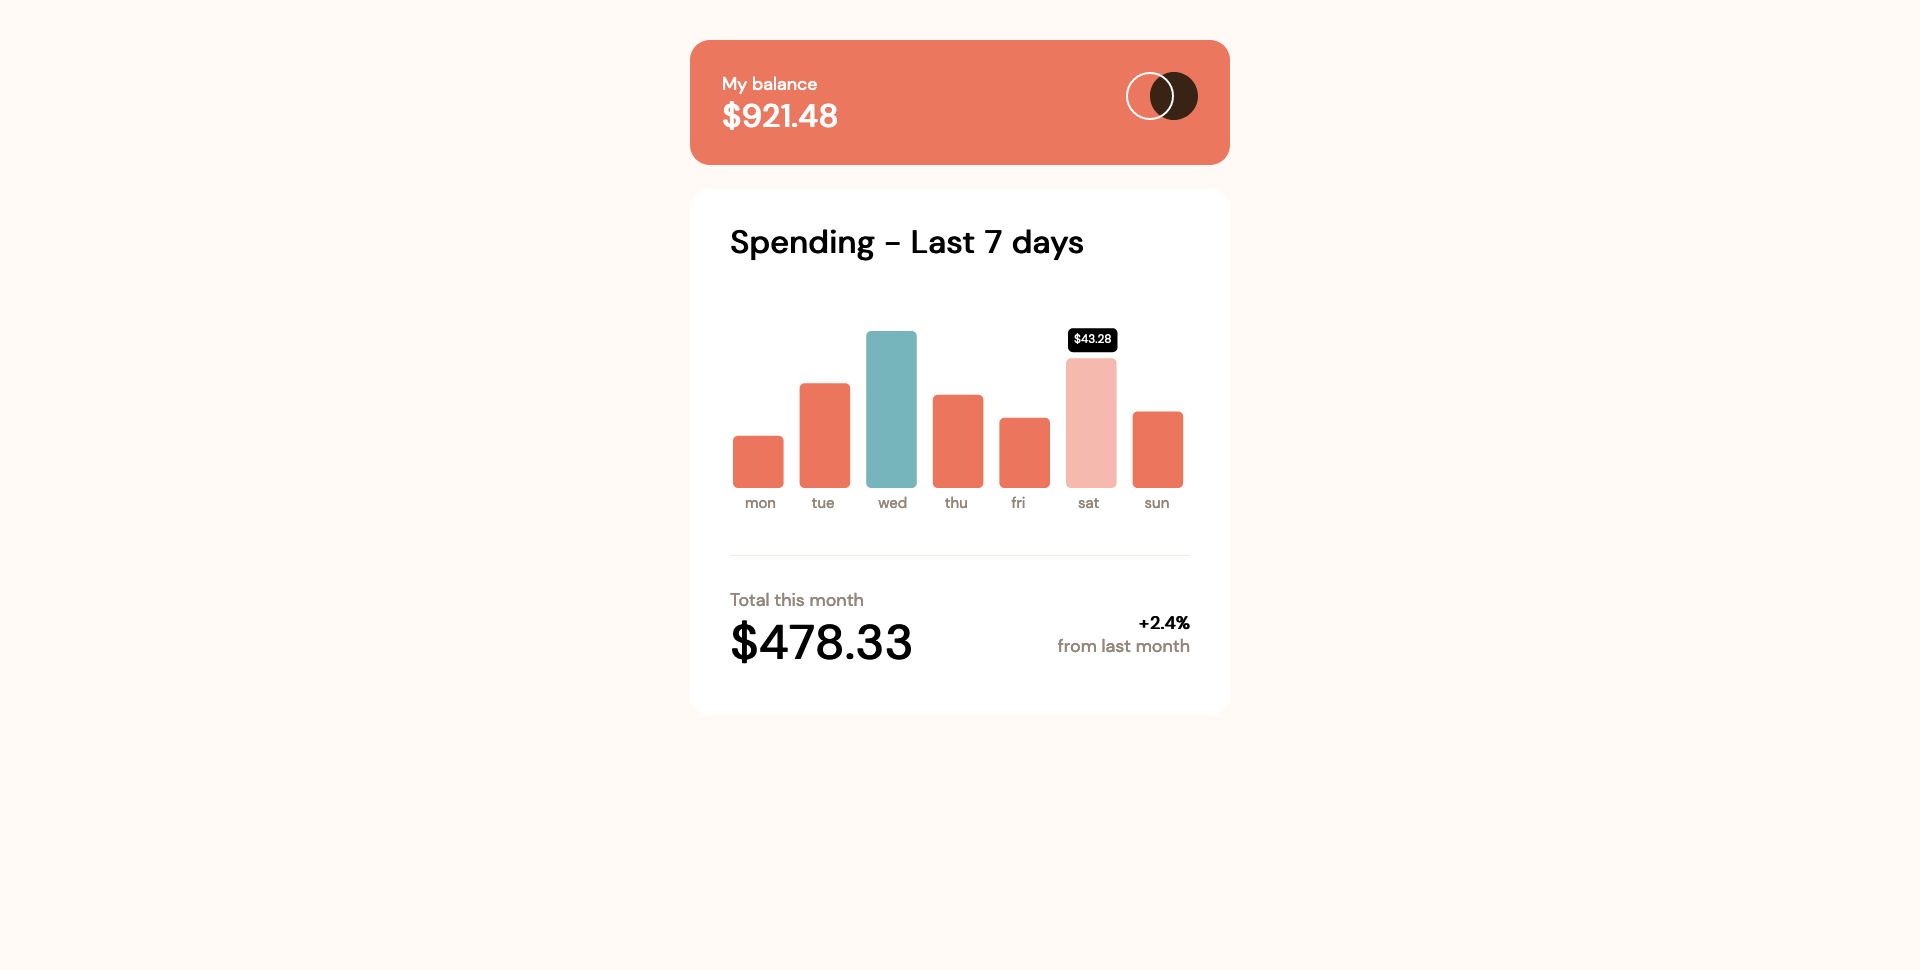 My balance
$921.48
Spending - Last 7 days
$43.28
mon tue wed thu fri sat sun
Total this month
$478.33
+2.4%
from last month